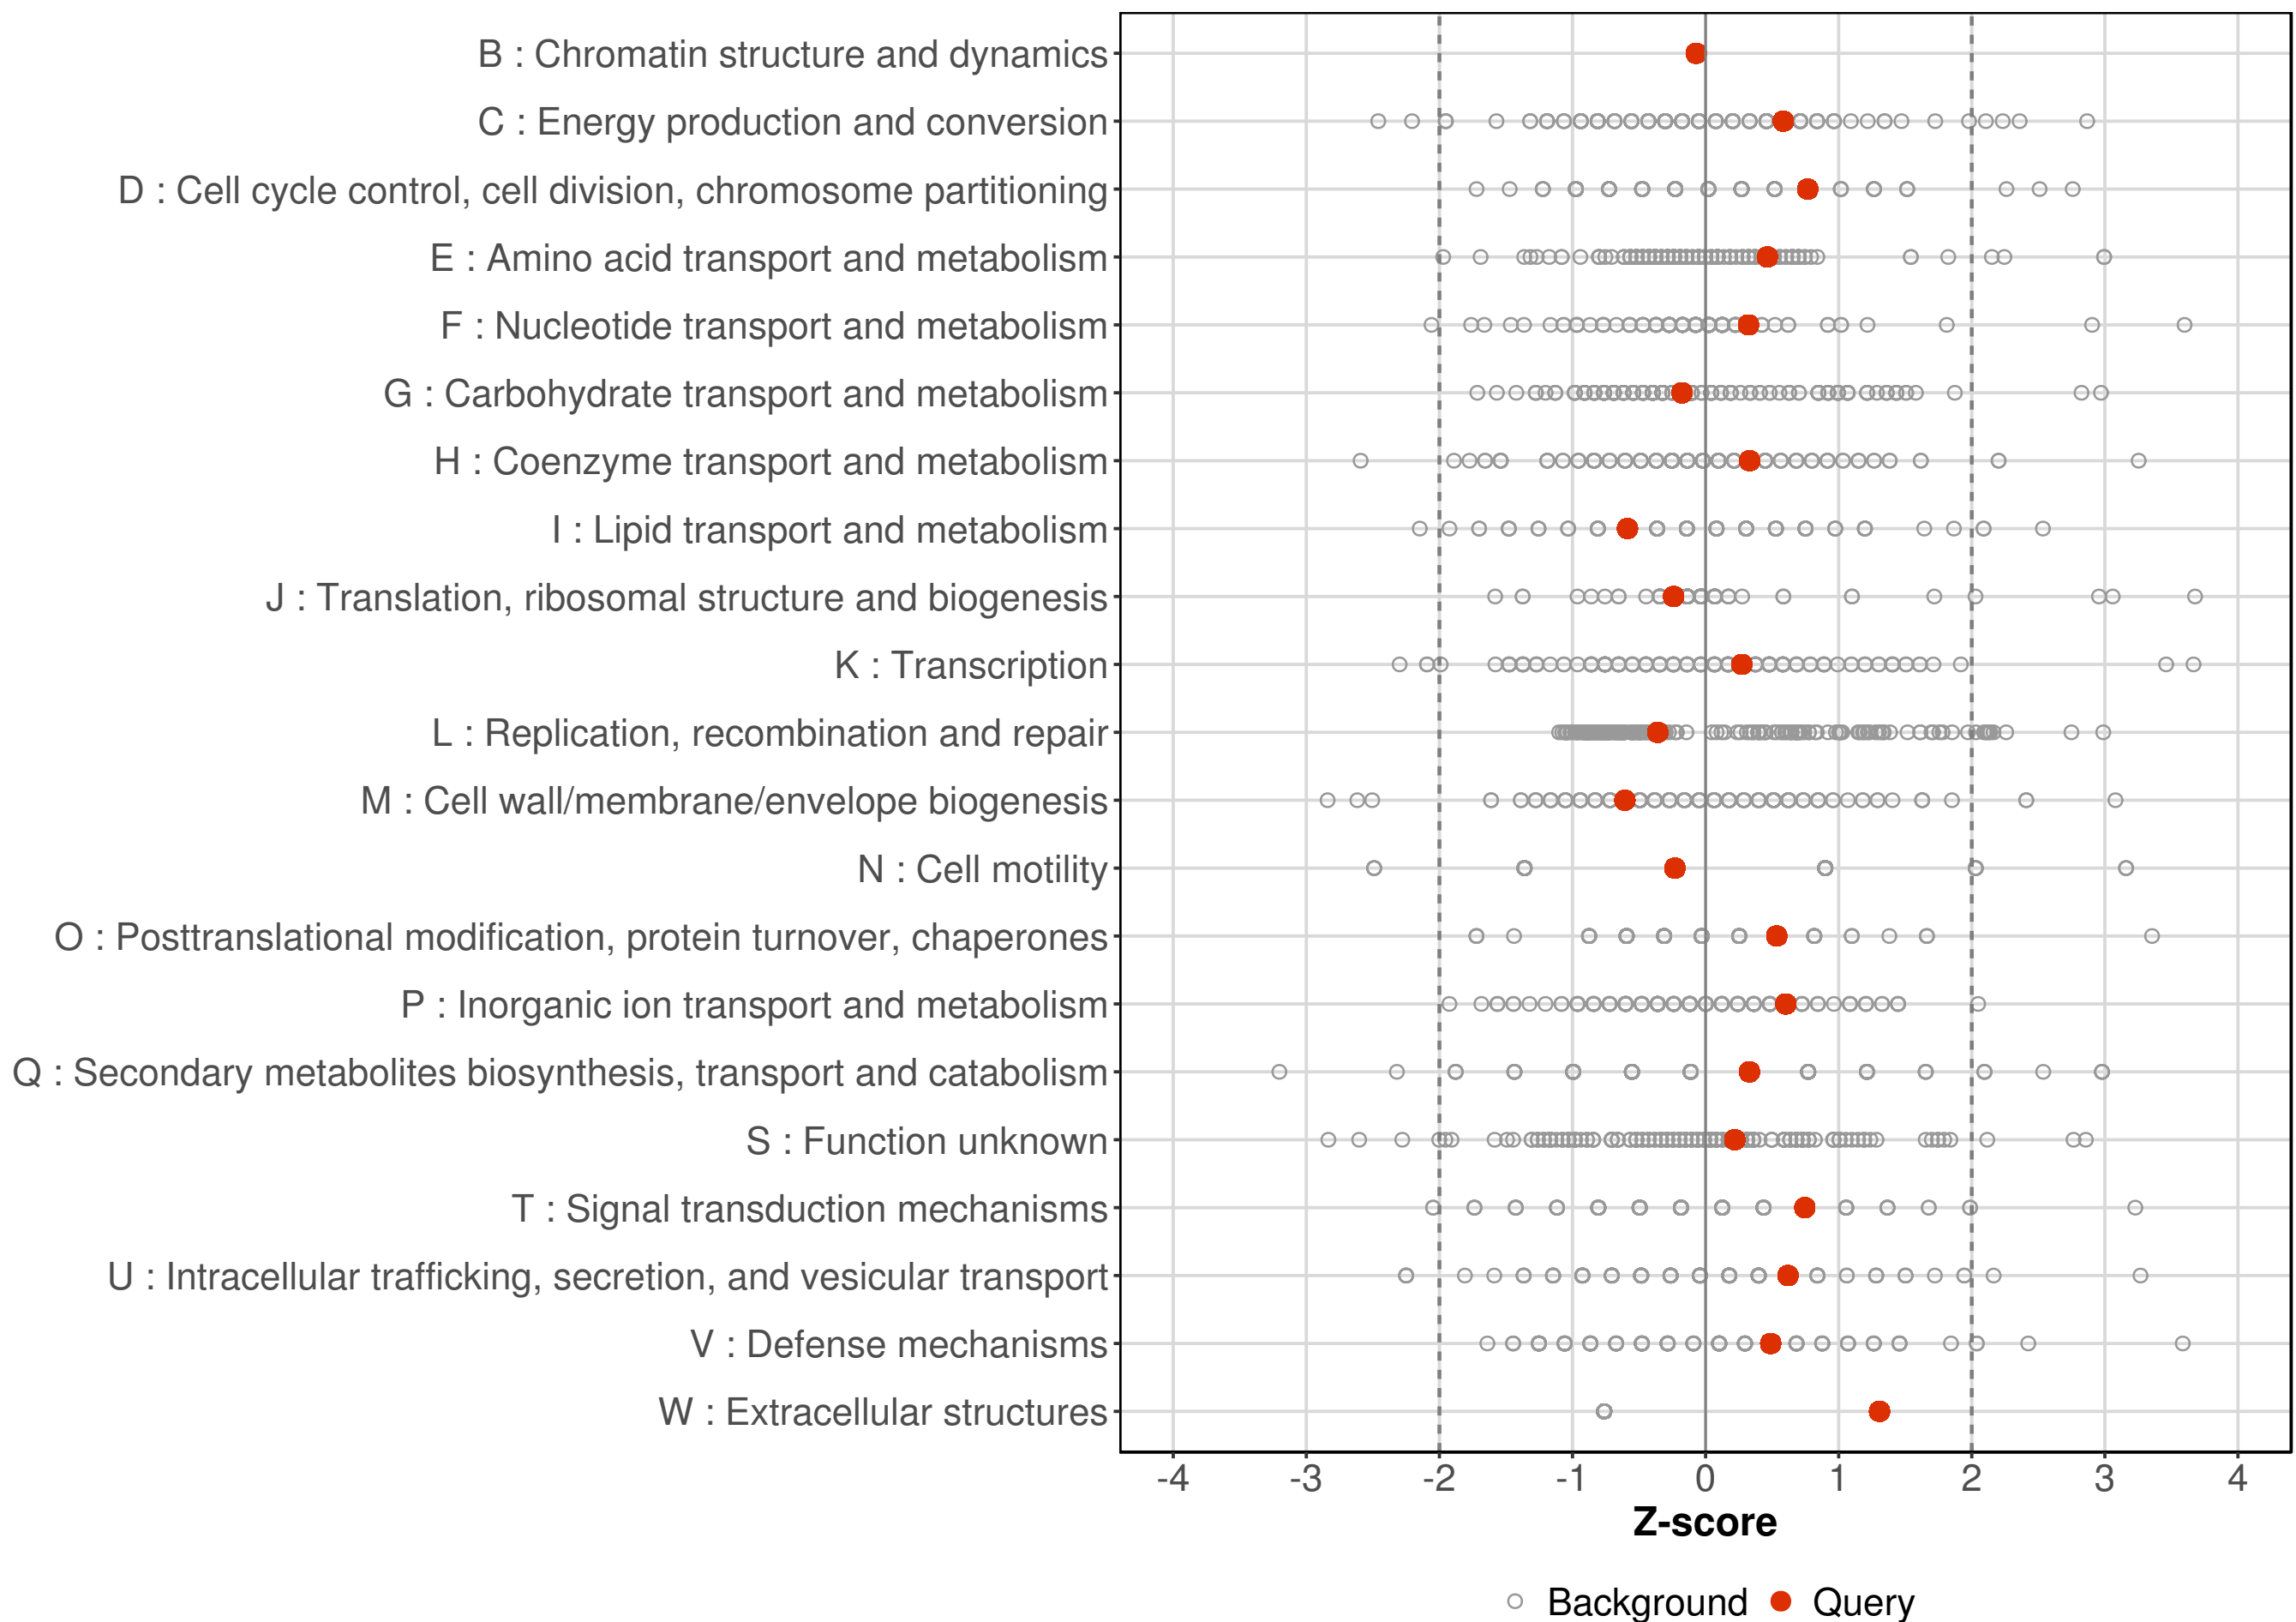 B : Chromatin structure and dynamics
C : Energy production and conversion
D : Cell cycle control, cell division, chromosome partitioning
E : Amino acid transport and metabolism
F : Nucleotide transport and metabolism
G : Carbohydrate transport and metabolism
H : Coenzyme transport and metabolism
I : Lipid transport and metabolism
J : Translation, ribosomal structure and biogenesis
K : Transcription
L : Replication, recombination and repair
M : Cell wall/membrane/envelope biogenesis
N : Cell motility
O : Posttranslational modification, protein turnover, chaperones
P : Inorganic ion transport and metabolism
Q : Secondary metabolites biosynthesis, transport and catabolism
S : Function unknown
T : Signal transduction mechanisms
U : Intracellular trafficking, secretion, and vesicular transport
V : Defense mechanisms
W : Extracellular structures
-4 -3 -2 -1 0 1 2 3 4
Z-score
Background Query